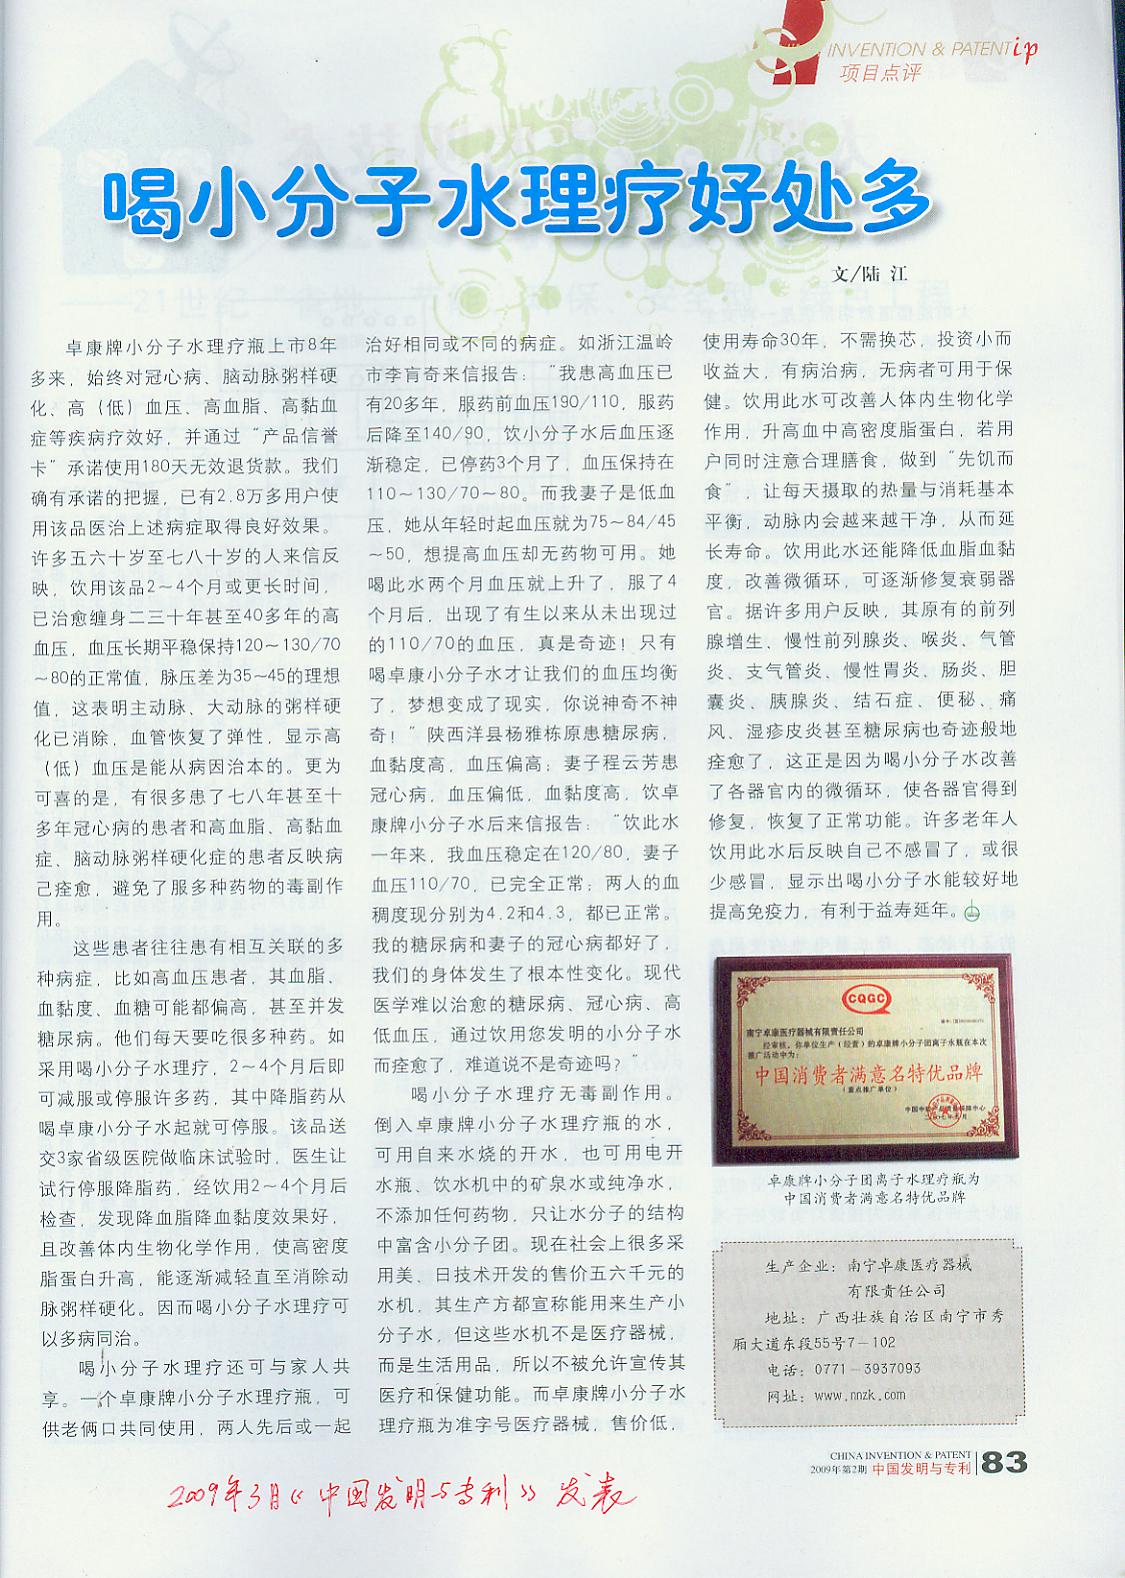 INVENTION & PATENT ip
项目点评
喝小分子水理疗好处多
文/陆 江
卓康牌小分子水理疗瓶上市8年
多来，始终对冠心病、脑动脉粥样硬
化、高（低）血压、高血脂、高黏血
症等疾病疗效好，并通过“产品信誉
卡”承诺使用180天无效退货款。我们
确有承诺的把握，已有2.8万多用户使
用该品医治上述病症取得良好效果。
许多五六十岁至七八十岁的人来信反
映，饮用该品2～4个月或更长时间，
已治愈缠身二三十年甚至40多年的高
血压，血压长期平稳保持120～130/70
～80的正常值，脉压差为35～45的理想
值，这表明主动脉、大动脉的粥样硬
化已消除，血管恢复了弹性，显示高
（低）血压是能从病因治本的。更为
可喜的是，有很多患了七八年甚至十
多年冠心病的患者和高血脂、高黏血
症、脑动脉粥样硬化症的患者反映病
己痊愈，避免了服多种药物的毒副作
用。
这些患者往往患有相互关联的多
种病症，比如高血压患者，其血脂、
血黏度、血糖可能都偏高，甚至并发
糖尿病。他们每天要吃很多种药。如
采用喝小分子水理疗，2～4个月后即
可减服或停服许多药，其中降脂药从
喝卓康小分子水起就可停服。该品送
交3家省级医院做临床试验时，医生让
试行停服降脂药，经饮用2～4个月后
检查，发现降血脂降血黏度效果好，
且改善体内生物化学作用，使高密度
脂蛋白升高，能逐渐减轻直至消除动
脉粥样硬化。因而喝小分子水理疗可
以多病同治。
喝小分子水理疗还可与家人共
享。一个卓康牌小分子水理疗瓶，可
供老俩口共同使用，两人先后或一起
治好相同或不同的病症。如浙江温岭
市李肯奇来信报告：“我患高血压已
有20多年，服药前血压190/110，服药
后降至140/90，饮小分子水后血压逐
渐稳定，已停药3个月了，血压保持在
110～130/70～80。而我妻子是低血
压，她从年轻时起血压就为75～84/45
～50，想提高血压却无药物可用。她
喝此水两个月血压就上升了，服了4
个月后，出现了有生以来从未出现过
的110/70的血压，真是奇迹！只有
喝卓康小分子水才让我们的血压均衡
了，梦想变成了现实，你说神奇不神
奇！”陕西洋县杨雅栋原患糖尿病，
血黏度高，血压偏高；妻子程云芳患
冠心病，血压偏低，血黏度高，饮卓
康牌小分子水后来信报告：“饮此水
一年来，我血压稳定在120/80，妻子
血压110/70，已完全正常；两人的血
稠度现分别为4.2和4.3，都已正常。
我的糖尿病和妻子的冠心病都好了，
我们的身体发生了根本性变化。现代
医学难以治愈的糖尿病、冠心病、高
低血压，通过饮用您发明的小分子水
而痊愈了，难道说不是奇迹吗？”
喝小分子水理疗无毒副作用。
倒入卓康牌小分子水理疗瓶的水，
可用自来水烧的开水，也可用电开
水瓶、饮水机中的矿泉水或纯净水，
不添加任何药物，只让水分子的结构
中富含小分子团。现在社会上很多采
用美、日技术开发的售价五六千元的
水机，其生产方都宣称能用来生产小
分子水，但这些水机不是医疗器械，
而是生活用品，所以不被允许宣传其
医疗和保健功能。而卓康牌小分子水
理疗瓶为准字号医疗器械，售价低，
使用寿命30年，不需换芯，投资小而
收益大，有病治病，无病者可用于保
健。饮用此水可改善人体内生物化学
作用，升高血中高密度脂蛋白，若用
户同时注意合理膳食，做到“先饥而
食”，让每天摄取的热量与消耗基本
平衡，动脉内会越来越干净，从而延
长寿命。饮用此水还能降低血脂血黏
度，改善微循环，可逐渐修复衰弱器
官。据许多用户反映，其原有的前列
腺增生、慢性前列腺炎、喉炎、气管
炎、支气管炎、慢性胃炎、肠炎、胆
囊炎、胰腺炎、结石症、便秘、痛
风、湿疹皮炎甚至糖尿病也奇迹般地
痊愈了，这正是因为喝小分子水改善
了各器官内的微循环，使各器官得到
修复，恢复了正常功能。许多老年人
饮用此水后反映自己不感冒了，或很
少感冒，显示出喝小分子水能较好地
提高免疫力，有利于益寿延年。
CQGC
南宁卓康医疗器械有限责任公司
经审核，你单位生产（经营）的卓康牌小分子团离子水瓶在本次
推广活动中为：
中国消费者满意名特优品牌
（重点推广单位）
卓康牌小分子团离子水理疗瓶为
中国消费者满意名特优品牌
生产企业：南宁卓康医疗器械
有限责任公司
地址：广西壮族自治区南宁市秀
厢大道东段55号7－102
电话：0771－3937093
网址：www.nnzk.com
CHINA INVENTION & PATENT
2009年第2期 中国发明与专利 83
2009年3月《中国发明与专利》发表